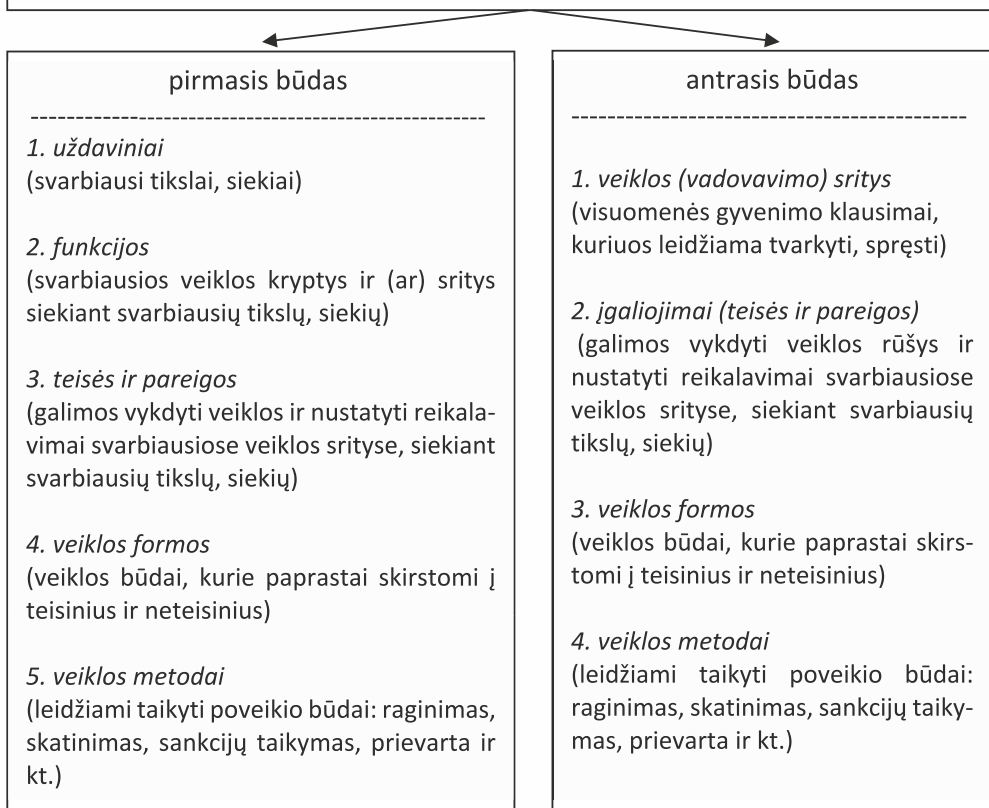 pirmasis būdas
--------------------------------------------------
1. uždaviniai
(svarbiausi tikslai, siekiai)
2. funkcijos
(svarbiausios veiklos kryptys ir (ar) sritys
siekiant svarbiausių tikslų, siekių)
3. teisės ir pareigos
(galimos vykdyti veiklos ir nustatyti reikala-
vimai svarbiausiose veiklos srityse, siekiant
svarbiausių tikslų, siekių)
4. veiklos formos
(veiklos būdai, kurie paprastai skirstomi į
teisinius ir neteisinius)
5. veiklos metodai
(leidžiami taikyti poveikio būdai: raginimas,
skatinimas, sankcijų taikymas, prievarta ir
kt.)
antrasis būdas
--------------------------------------------
1. veiklos (vadovavimo) sritys
(visuomenės gyvenimo klausimai,
kuriuos leidžiama tvarkyti, spręsti)
2. įgaliojimai (teisės ir pareigos)
(galimos vykdyti veiklos rūšys ir
nustatyti reikalavimai svarbiausiose
veiklos srityse, siekiant svarbiausių
tikslų, siekių)
3. veiklos formos
(veiklos būdai, kurie paprastai skirs-
tomi į teisinius ir neteisinius)
4. veiklos metodai
(leidžiami taikyti poveikio būdai:
raginimas, skatinimas, sankcijų taiky-
mas, prievarta ir kt.)